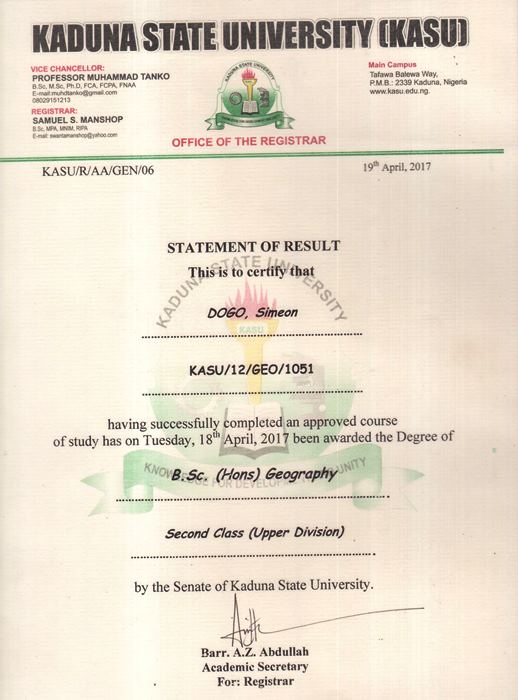 KADUNA STATE UNIVERSITY (KASU)
VICE CHANCELLOR:
PROFESSOR MUHAMMAD TANKO
B.Sc, M.Sc, Ph.D, FCA, FCPA, FNAA
E-mail:muhdtanko@gmail.com
08029151213
REGISTRAR:
SAMUEL S. MANSHOP
B.Sc, MPA, MNIM, RIPA
E-mail: swantamanshop@yahoo.com
KADUNA STATE UNIVERSITY
Main Campus
Tafawa Balewa Way,
P.M.B.: 2339 Kaduna, Nigeria
www.kasu.edu.ng.
OFFICE OF THE REGISTRAR
KASU/R/AA/GEN/06
19th April, 2017
STATEMENT OF RESULT
This is to certify that
KADUNA STATE UNIVERSITY
DOGO, Simeon
KASU
KASU/12/GEO/1051
having successfully completed an approved course
of study has on Tuesday, 18th April, 2017 been awarded the Degree of
B.Sc. (Hons) Geography
KNOWLEDGE FOR DEVELOPMENT AND UNITY
Second Class (Upper Division)
by the Senate of Kaduna State University.
Barr. A.Z. Abdullah
Academic Secretary
For: Registrar